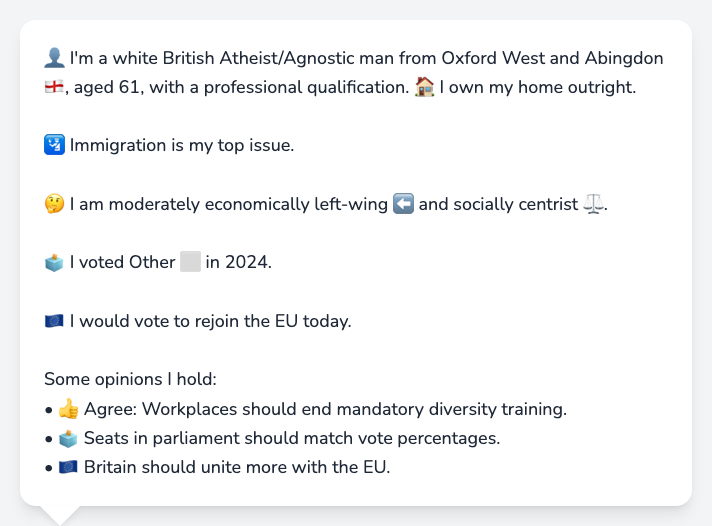 👤 I'm a white British Atheist/Agnostic man from Oxford West and Abingdon
🏴󠁧󠁢󠁥󠁮󠁧󠁿, aged 61, with a professional qualification. 🏠 I own my home outright.
🛂 Immigration is my top issue.
🤔 I am moderately economically left-wing ⬅️ and socially centrist ⚖️.
🗳️ I voted Other ⬜ in 2024.
🇪🇺 I would vote to rejoin the EU today.
Some opinions I hold:
• 👍 Agree: Workplaces should end mandatory diversity training.
• 🗳️ Seats in parliament should match vote percentages.
• 🇪🇺 Britain should unite more with the EU.